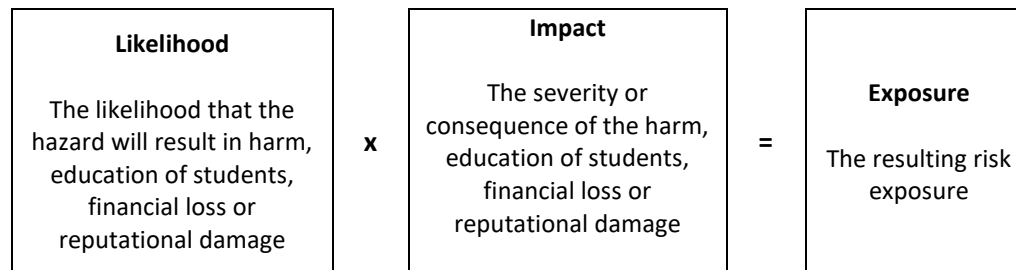 Likelihood
The likelihood that the
hazard will result in harm,
education of students,
financial loss or
reputational damage
x
Impact
The severity or
consequence of the harm,
education of students,
financial loss or
reputational damage
=
Exposure
The resulting risk
exposure